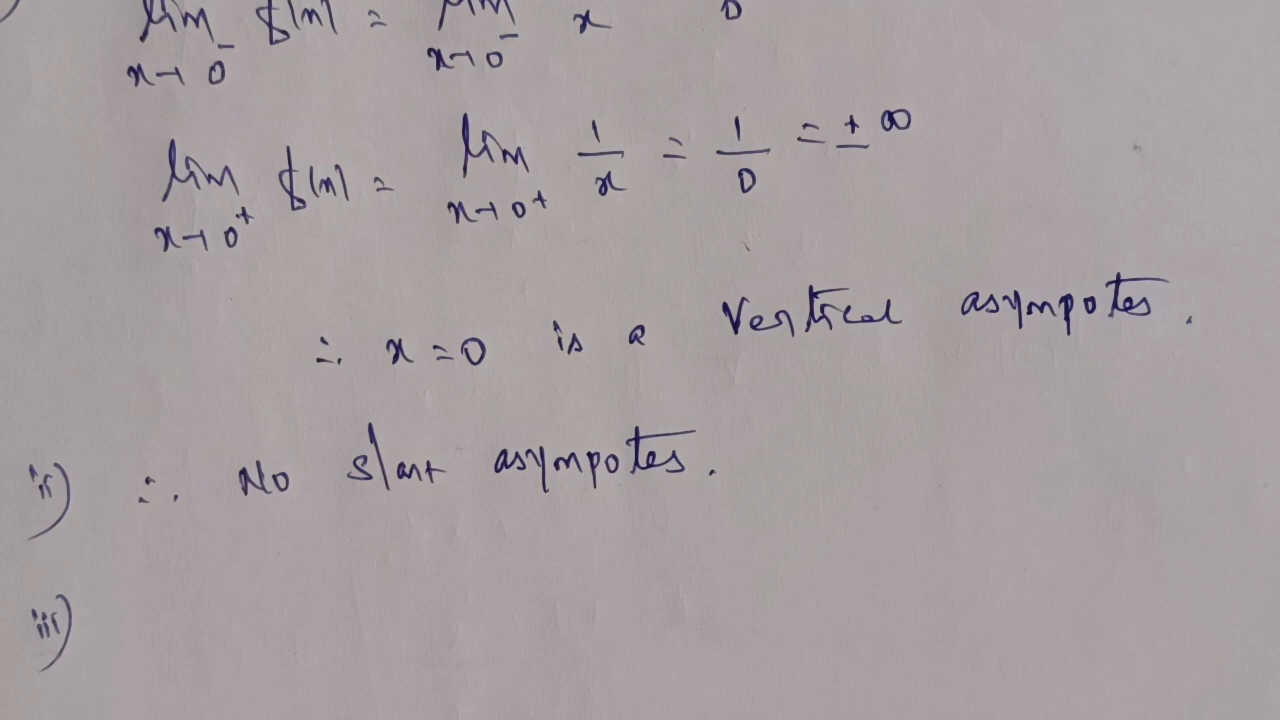 lim f(x) = lim x 0
x→0⁻ x→0⁻
lim f(x) = lim 1/x = 1/0 = ± ∞
x→0⁺ x→0⁺
∴ x = 0 is a Vertical asympotes.
ii) ∴ No slant asympotes.
iii)